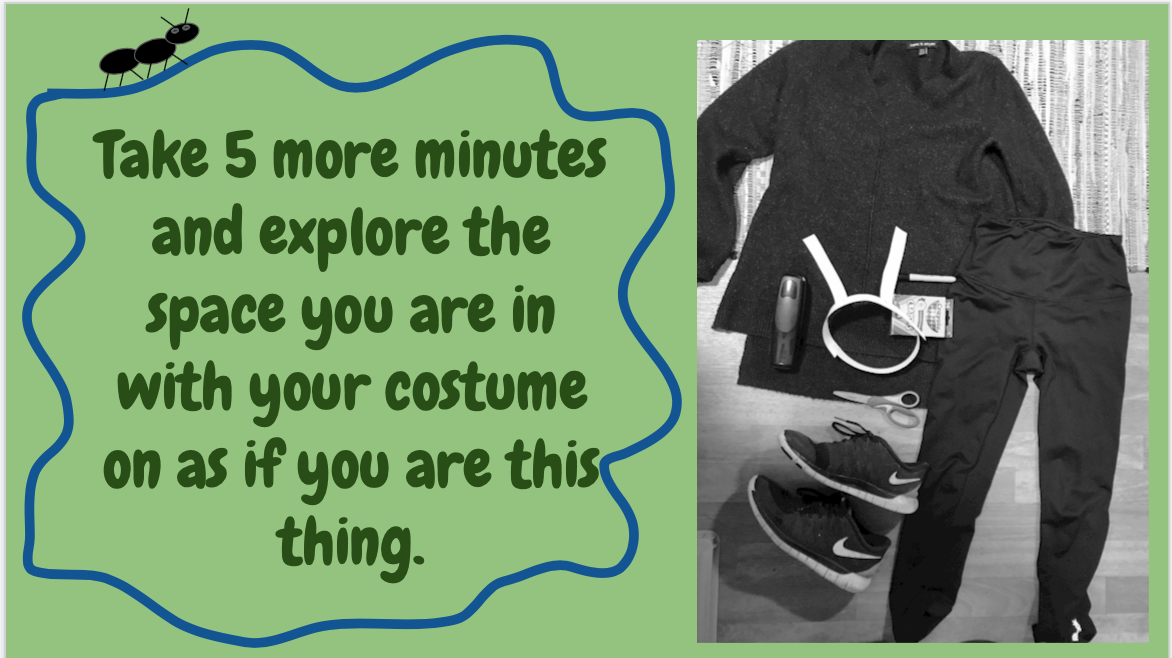 Take 5 more minutes
and explore the
space you are in
with your costume
on as if you are this
thing.